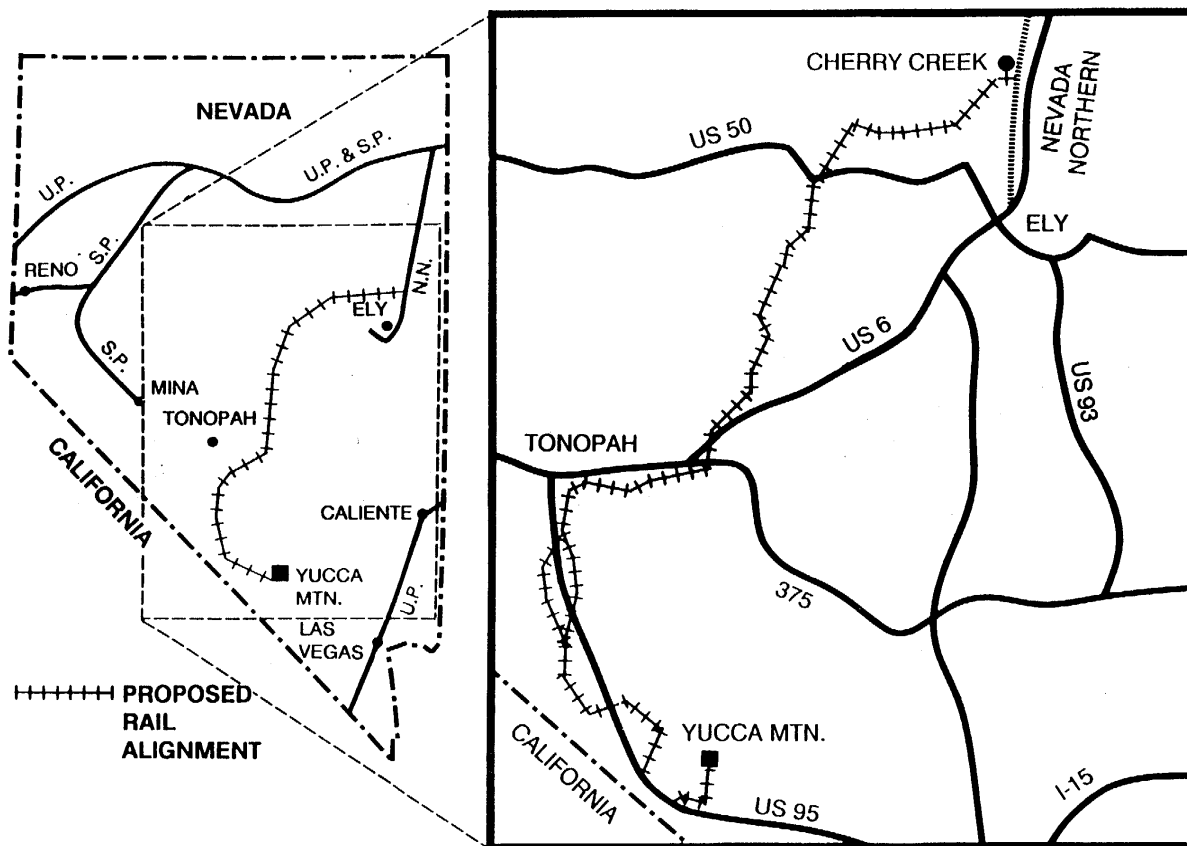 NEVADA
U.P. & S.P.
U.P.
S.P.
RENO
N.N.
ELY
S.P.
MINA
TONOPAH
CALIFORNIA
CALIENTE
YUCCA
MTN.
U.P.
LAS
VEGAS
PROPOSED
RAIL
ALIGNMENT
CHERRY CREEK
NEVADA
NORTHERN
US 50
ELY
US 6
US 93
TONOPAH
375
YUCCA MTN.
CALIFORNIA
US 95
I-15